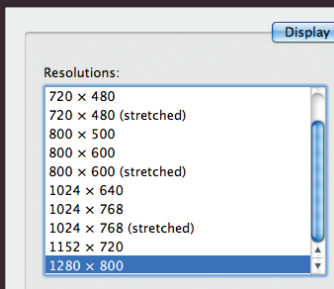 Display
Resolutions:
720 × 480
720 × 480 (stretched)
800 × 500
800 × 600
800 × 600 (stretched)
1024 × 640
1024 × 768
1024 × 768 (stretched)
1152 × 720
1280 × 800